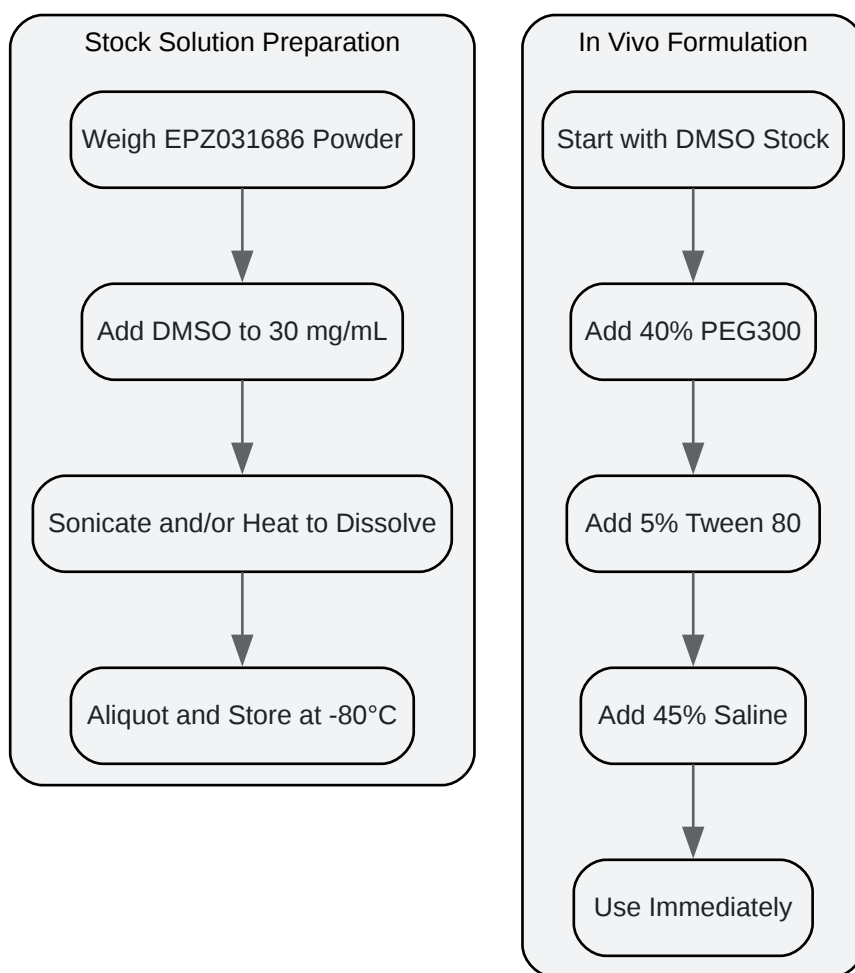 Stock Solution Preparation
Weigh EPZ031686 Powder
Add DMSO to 30 mg/mL
Sonicate and/or Heat to Dissolve
Aliquot and Store at -80°C
In Vivo Formulation
Start with DMSO Stock
Add 40% PEG300
Add 5% Tween 80
Add 45% Saline
Use Immediately